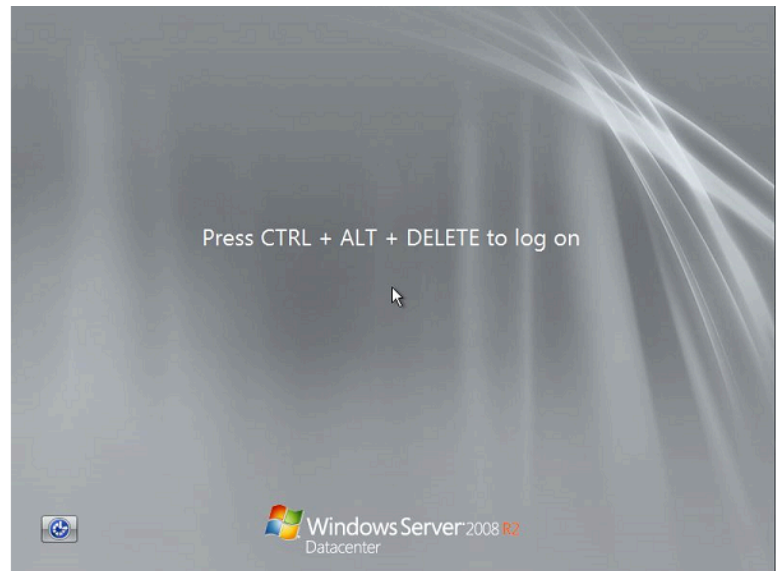 Press CTRL + ALT + DELETE to log on
Windows Server 2008 R2
Datacenter